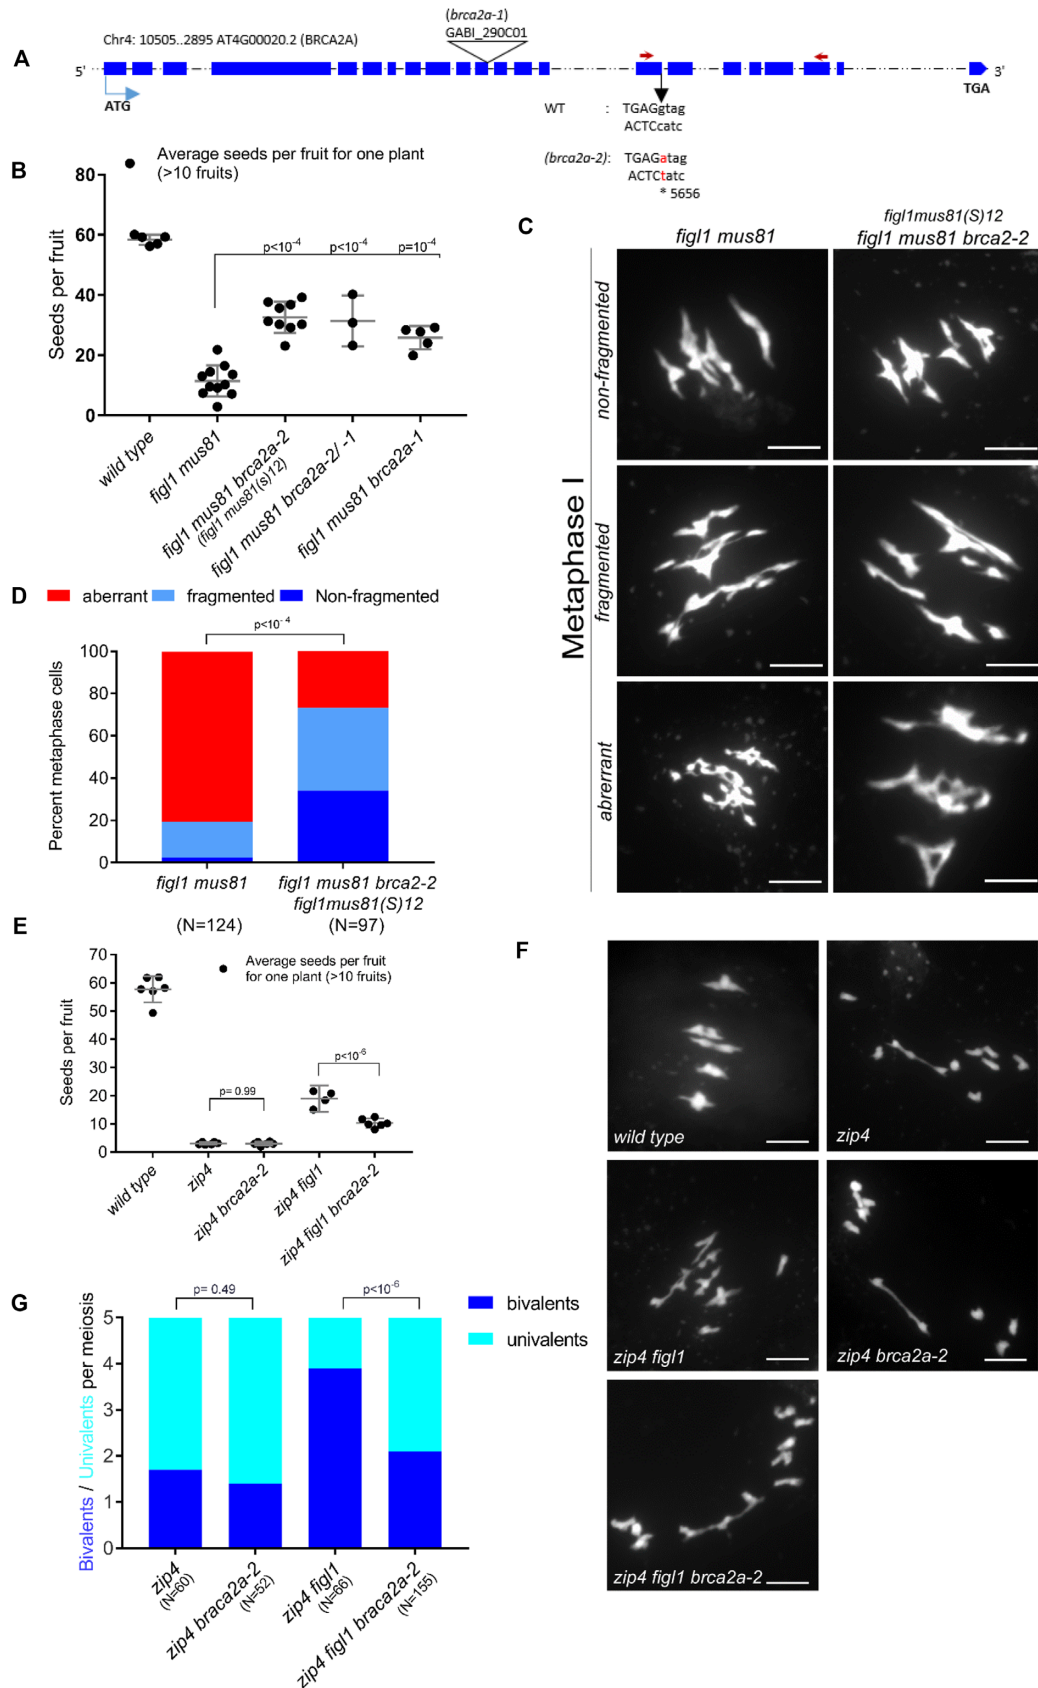 A
Chr4: 10505..2895 AT4G00020.2 (BRCA2A)
(brca2a-1)
GABI_290C01
5'
3'
ATG
TGA
WT : TGAGgtag
ACTCcatc
(brca2a-2): TGAGatag
ACTCtatc
* 5656
B
Average seeds per fruit for one plant
(>10 fruits)
Seeds per fruit
80
60
40
20
0
p<10-4
p<10-4
p=10-4
wild type
figl1 mus81
figl1 mus81 brca2a-2
(figl1 mus81(s)12)
figl1 mus81 brca2a-2/ -1
figl1 mus81 brca2a-1
C
figl1 mus81
figl1mus81(S)12
figl1 mus81 brca2-2
Metaphase I
non-fragmented
fragmented
abrerrant
D
aberrant
fragmented
Non-fragmented
p<10- 4
Percent metaphase cells
100
80
60
40
20
0
figl1 mus81
(N=124)
figl1 mus81 brca2-2
figl1mus81(S)12
(N=97)
E
Average seeds per fruit
for one plant (>10 fruits)
Seeds per fruit
70
60
50
40
30
20
10
0
p= 0.99
p<10-6
wild type
zip4
zip4 brca2a-2
zip4 figl1
zip4 figl1 brca2a-2
F
wild type
zip4
zip4 figl1
zip4 brca2a-2
zip4 figl1 brca2a-2
G
p= 0.49
p<10-6
bivalents
univalents
Bivalents / Univalents per meiosis
5
4
3
2
1
0
zip4
(N=60)
zip4 braca2a-2
(N=52)
zip4 figl1
(N=66)
zip4 figl1 braca2a-2
(N=155)